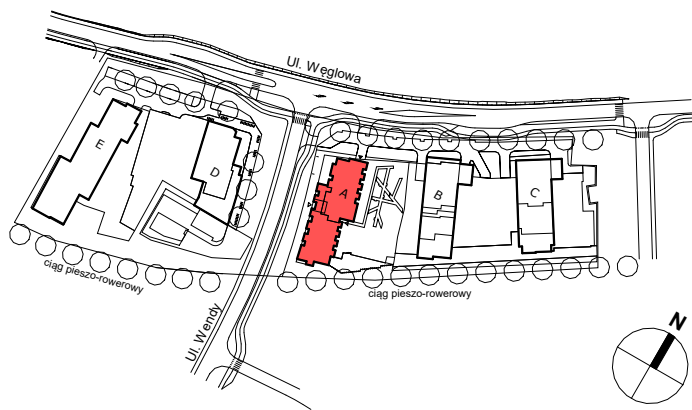 Ul. Węglowa
E
D
A
B
C
ciąg pieszo-rowerowy
ciąg pieszo-rowerowy
Ul. Wendy
N